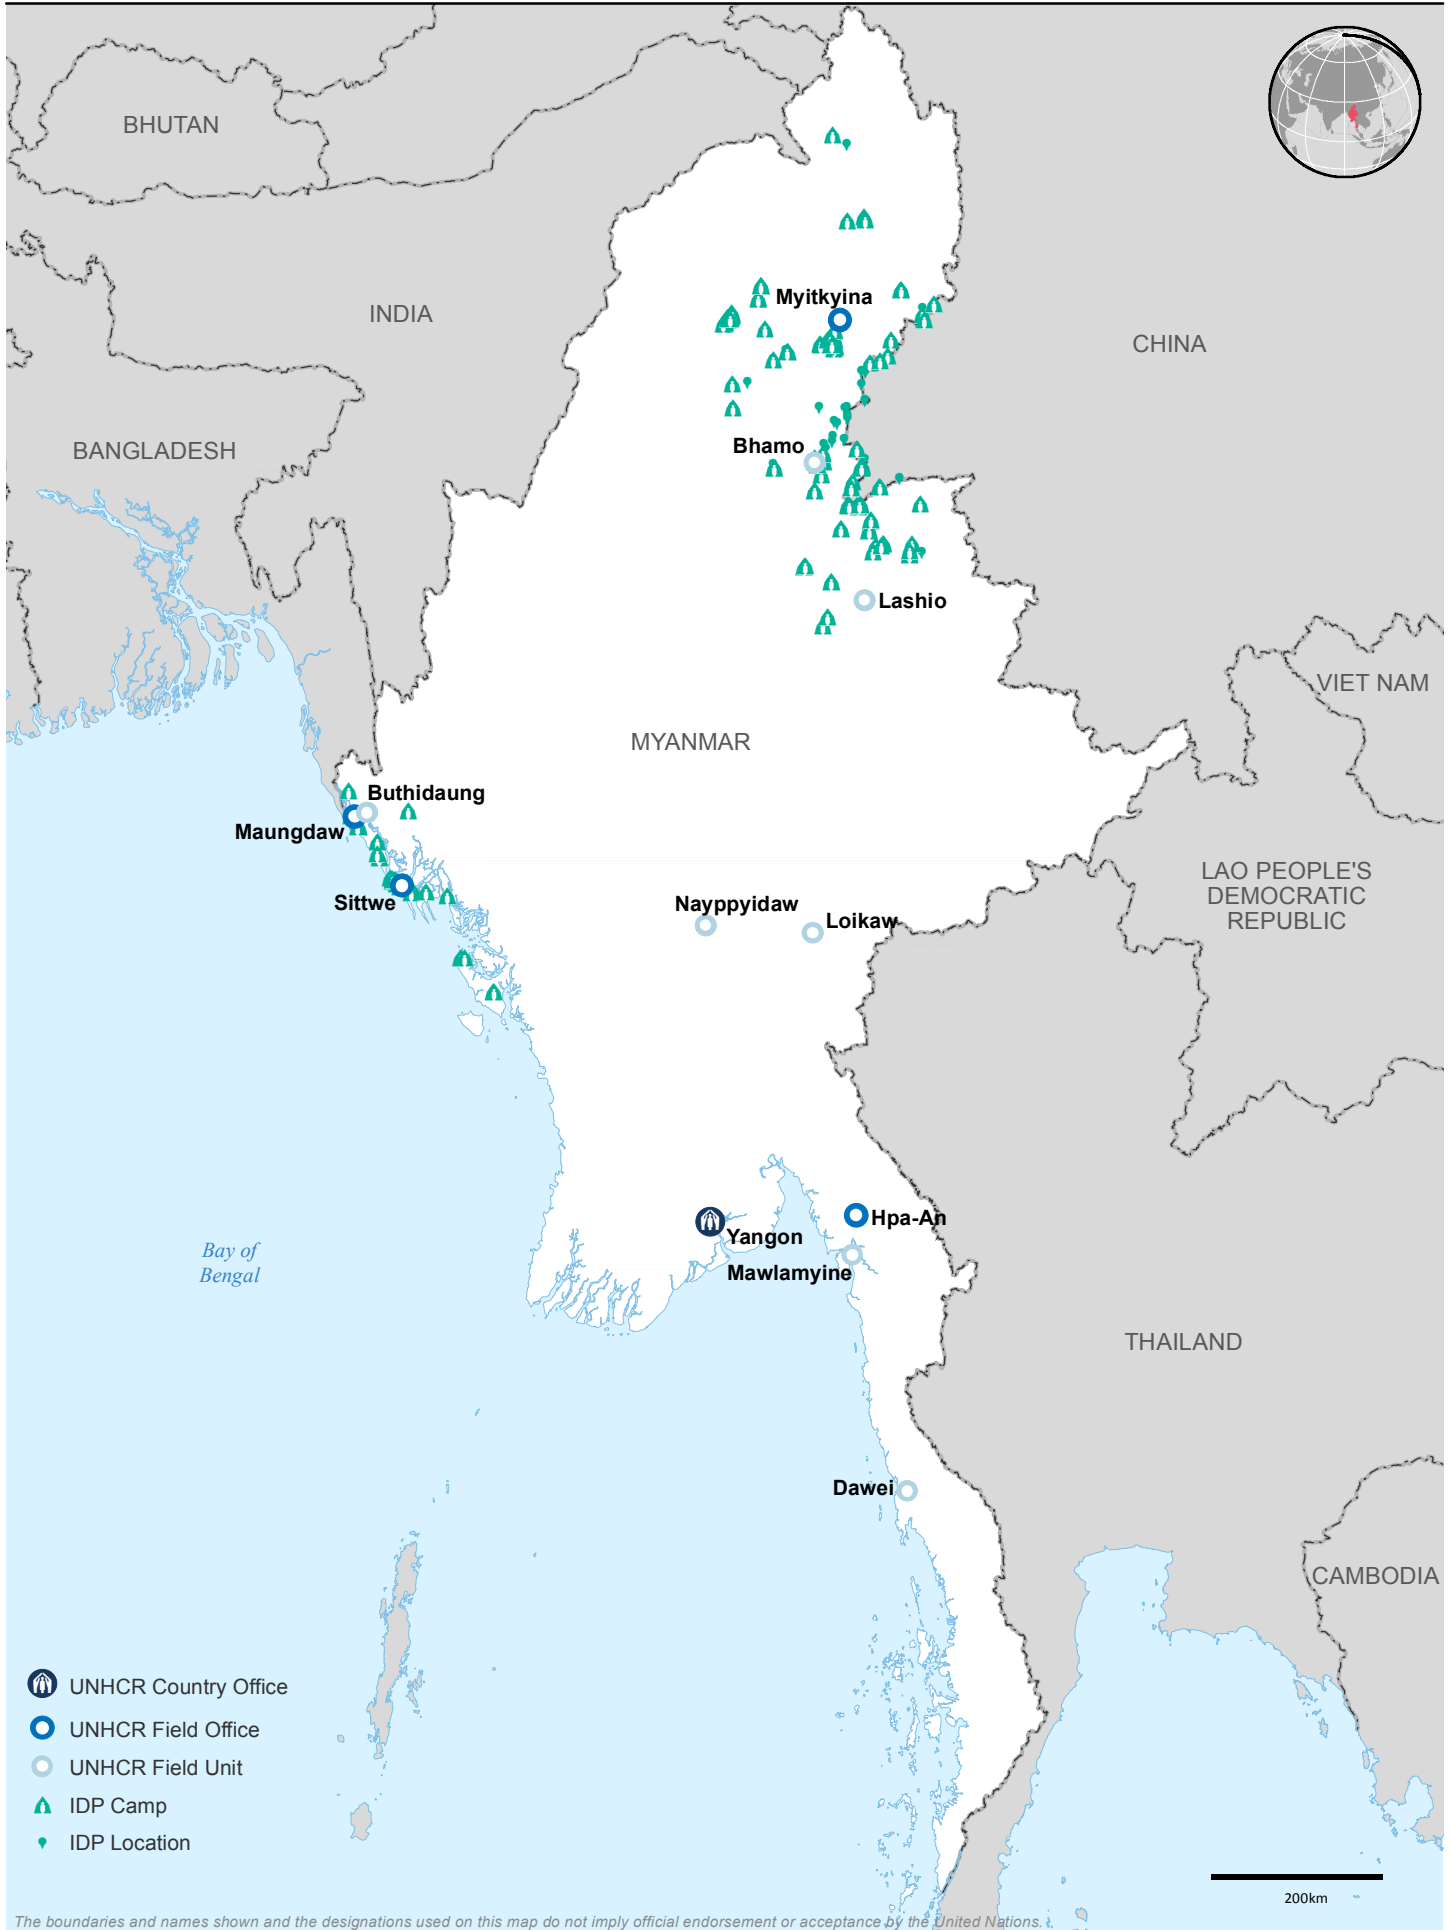 BHUTAN
INDIA
Myitkyina
CHINA
BANGLADESH
Bhamo
Lashio
VIET NAM
MYANMAR
Buthidaung
Maungdaw
LAO PEOPLE'S
DEMOCRATIC
REPUBLIC
Sittwe
Nayppyidaw
Loikaw
Hpa-An
Yangon
Bay of
Bengal
Mawlamyine
THAILAND
Dawei
CAMBODIA
UNHCR Country Office
UNHCR Field Office
UNHCR Field Unit
IDP Camp
IDP Location
200km
The boundaries and names shown and the designations used on this map do not imply official endorsement or acceptance by the United Nations.